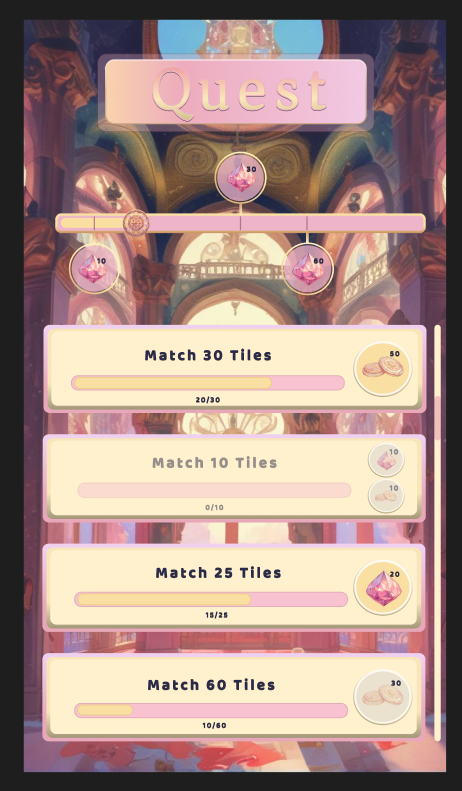 Quest
30
10
60
Match 30 Tiles
50
20/30
Match 10 Tiles
10
10
0/10
Match 25 Tiles
20
15/25
Match 60 Tiles
30
10/60